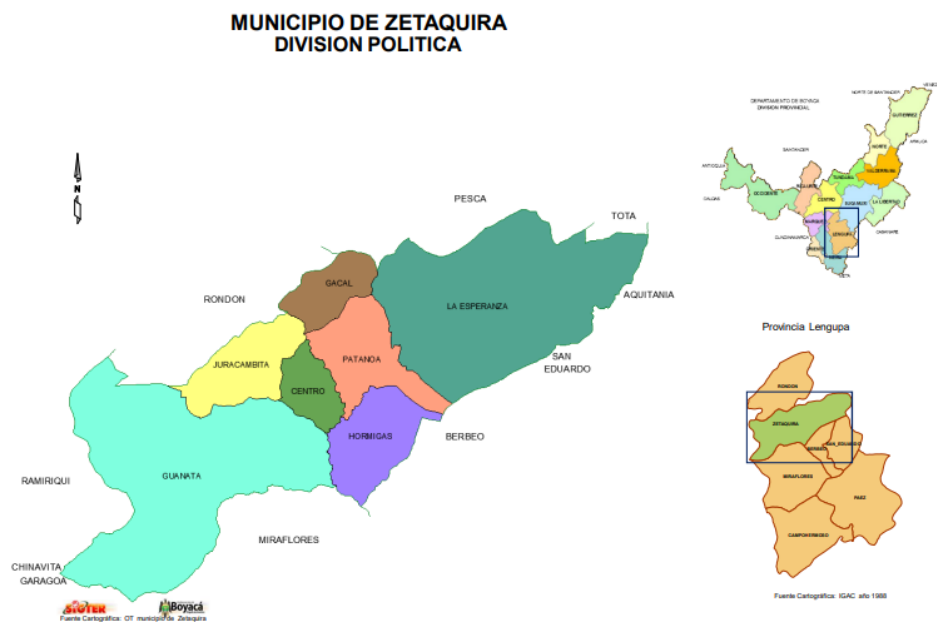 MUNICIPIO DE ZETAQUIRA
DIVISION POLITICA
DEPARTAMENTO DE BOYACA
DIVISION PROVINCIAL
NORTE DE SANTANDER
GUTIERREZ
NORTE
ARAUCA
SANTANDER
VALDERRAMA
TUNDAMA
ANTIOQUIA
OCCIDENTE
CENTRO
SUGAMUXI
LA LIBERTAD
CALDAS
CUNDINAMARCA
CASANARE
LENGUPA
META
N
PESCA
TOTA
GACAL
RONDON
LA ESPERANZA
AQUITANIA
JURACAMBITA
PATANOA
SAN
EDUARDO
CENTRO
HORMIGAS
BERBEO
GUANATA
RAMIRIQUI
MIRAFLORES
CHINAVITA
GARAGOA
Provincia Lengupa
RONDON
ZETAQUIRA
BERBEO
SAN_EDUARDO
MIRAFLORES
PAEZ
CAMPOHERMOSO
SIGTER
Boyacá
Fuente Cartográfica: OT municipio de Zetaquira
Fuente Cartográfica: IGAC año 1988